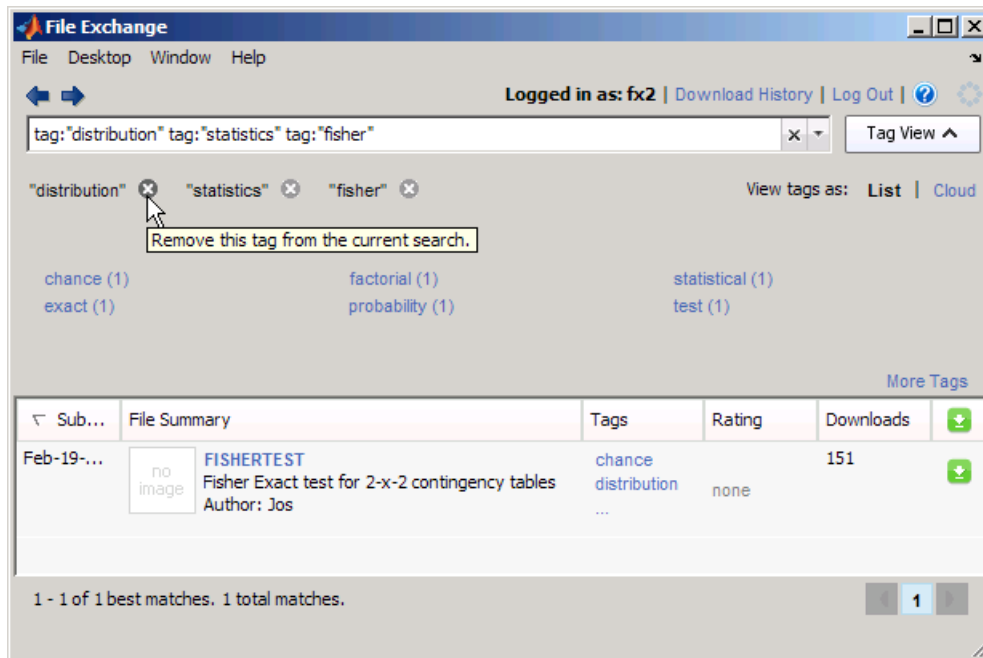 File Exchange
File Desktop Window Help
Logged in as: fx2 | Download History | Log Out | ?
tag:"distribution" tag:"statistics" tag:"fisher"
Tag View
"distribution" "statistics" "fisher" View tags as: List | Cloud
Remove this tag from the current search.
chance (1) factorial (1) statistical (1)
exact (1) probability (1) test (1)
More Tags
Sub... File Summary Tags Rating Downloads
Feb-19-... no image FISHERTEST chance 151
Fisher Exact test for 2-x-2 contingency tables distribution none
Author: Jos ...
1 - 1 of 1 best matches. 1 total matches. 1